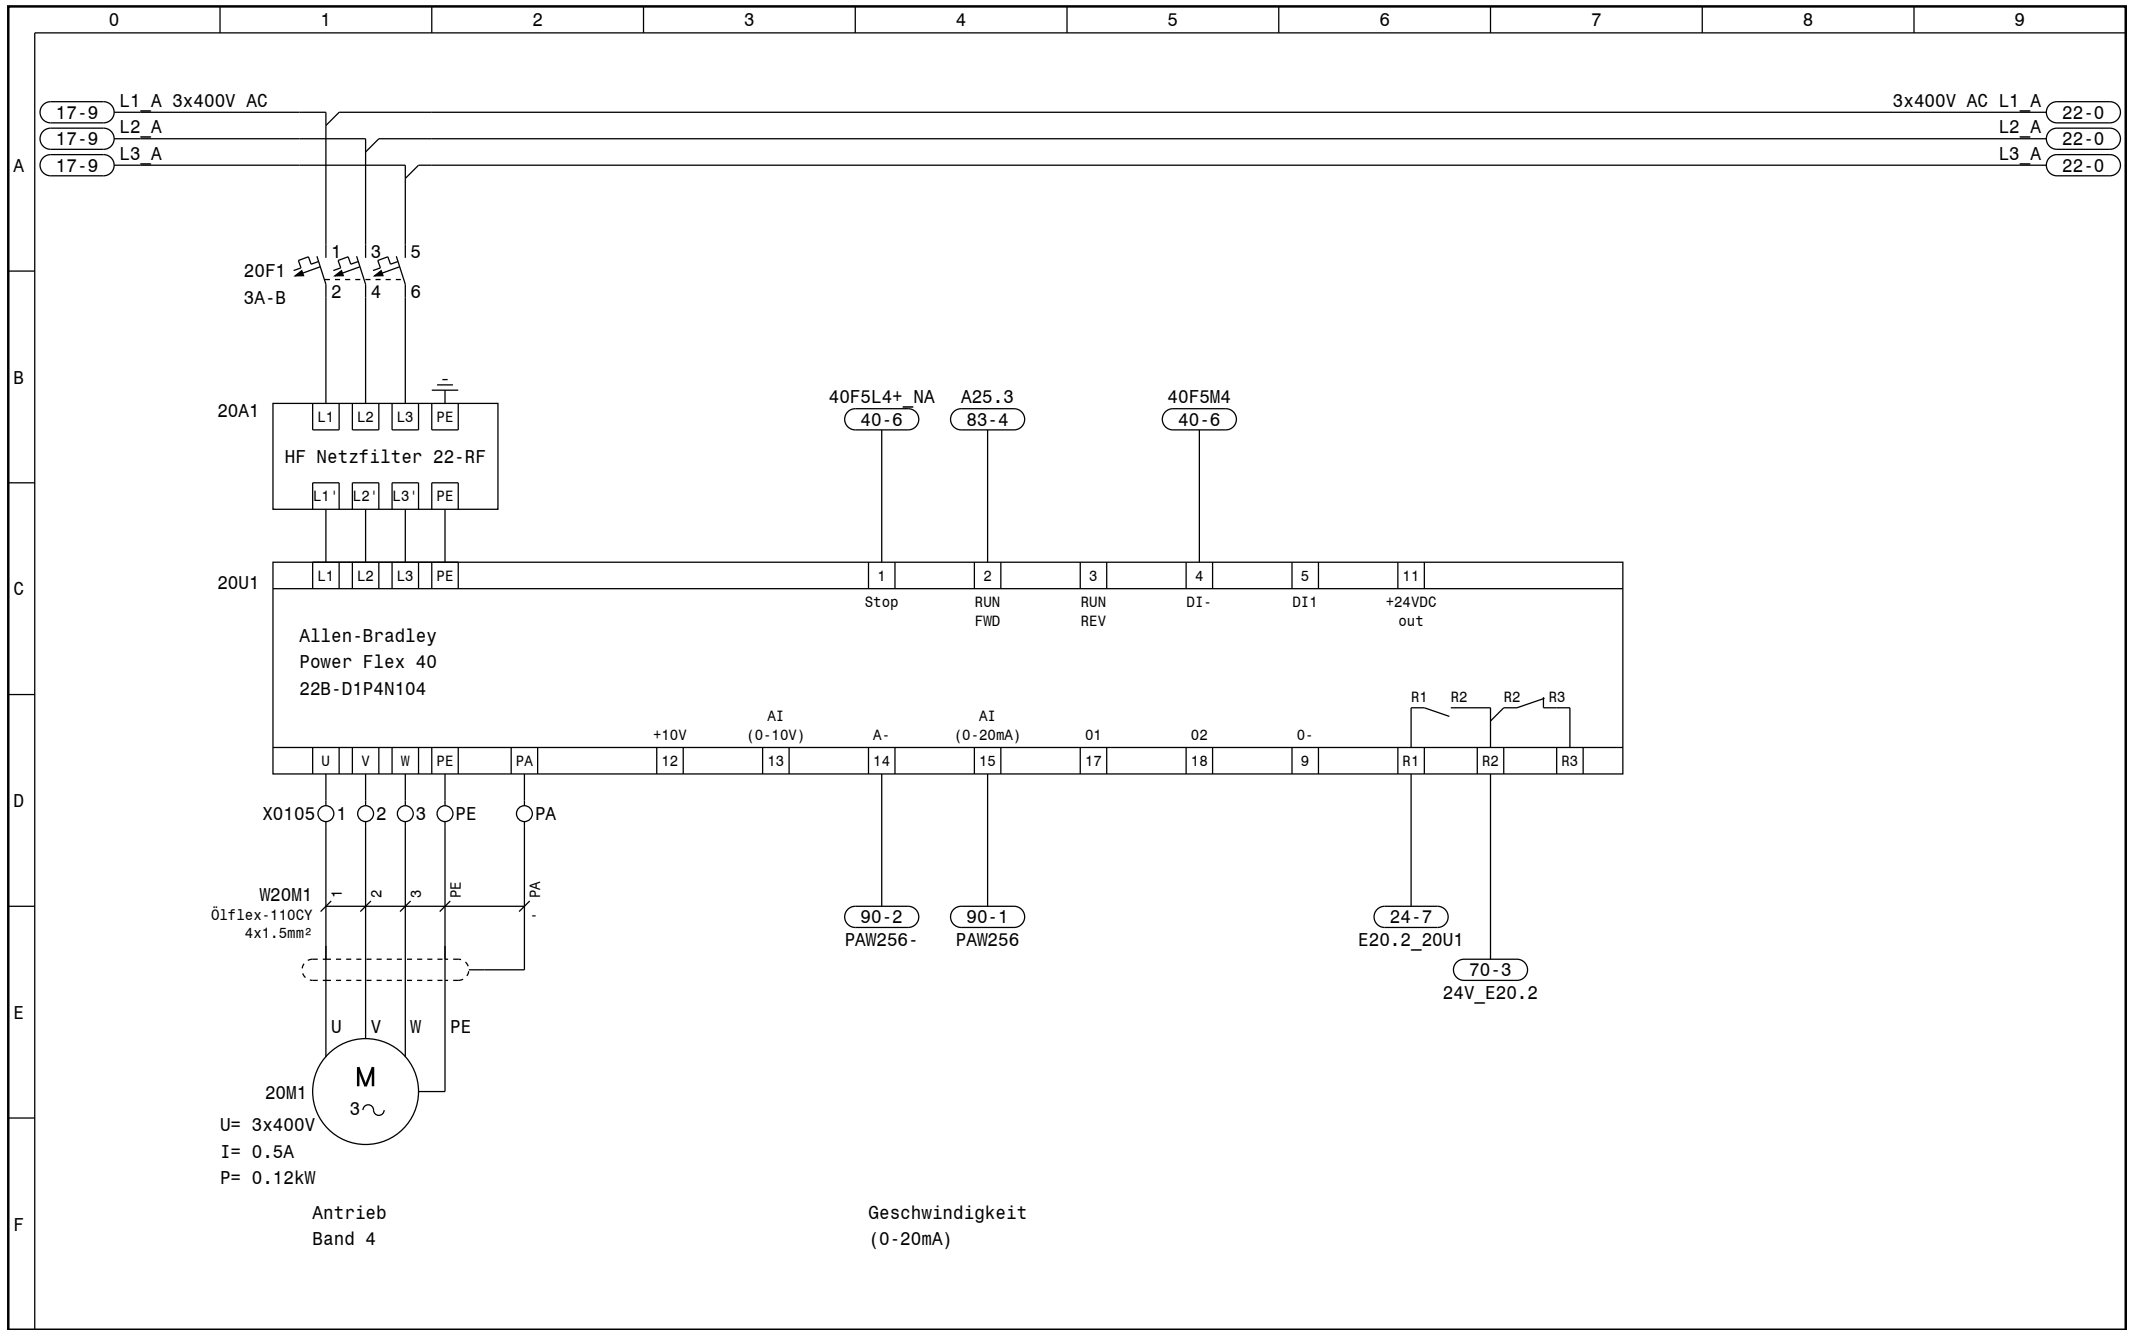 0 1 2 3 4 5 6 7 8 9
L1_A 3x400V AC
3x400V AC L1_A
17-9
22-0
L2_A
L2_A
17-9
22-0
L3_A
L3_A
A
17-9
22-0
1 3 5
20F1
2 4 6
3A-B
B
40F5L4+_NA A25.3 40F5M4
20A1
L1 L2 L3 PE
40-6 83-4 40-6
HF Netzfilter 22-RF
L1' L2' L3' PE
C
20U1
L1 L2 L3 PE
1 2 3 4 5 11
Stop RUN RUN DI- DI1 +24VDC
FWD REV out
Allen-Bradley
Power Flex 40
22B-D1P4N104
R1 R2 R2 R3
AI AI
+10V (0-10V) A- (0-20mA) O1 O2 O-
U V W PE PA 12 13 14 15 17 18 9 R1 R2 R3
D
X0105 1 2 3 PE PA
W20M1 1 2 3 PE PA
Ölflex-110CY -
4x1.5mm²
90-2 90-1 24-7
PAW256- PAW256 E20.2_20U1
70-3
24V_E20.2
E
U V W PE
M
20M1
3
U= 3x400V
I= 0.5A
P= 0.12kW
F
Antrieb
Band 4
Geschwindigkeit
(0-20mA)